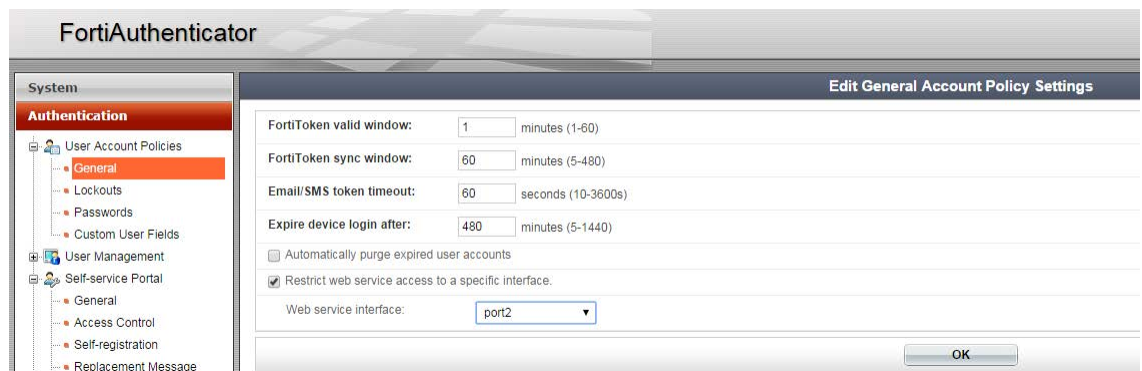 FortiAuthenticator
System
Authentication
User Account Policies
General
Lockouts
Passwords
Custom User Fields
User Management
Self-service Portal
General
Access Control
Self-registration
Replacement Message
Edit General Account Policy Settings
FortiToken valid window: 1 minutes (1-60)
FortiToken sync window: 60 minutes (5-480)
Email/SMS token timeout: 60 seconds (10-3600s)
Expire device login after: 480 minutes (5-1440)
Automatically purge expired user accounts
Restrict web service access to a specific interface.
Web service interface: port2
OK